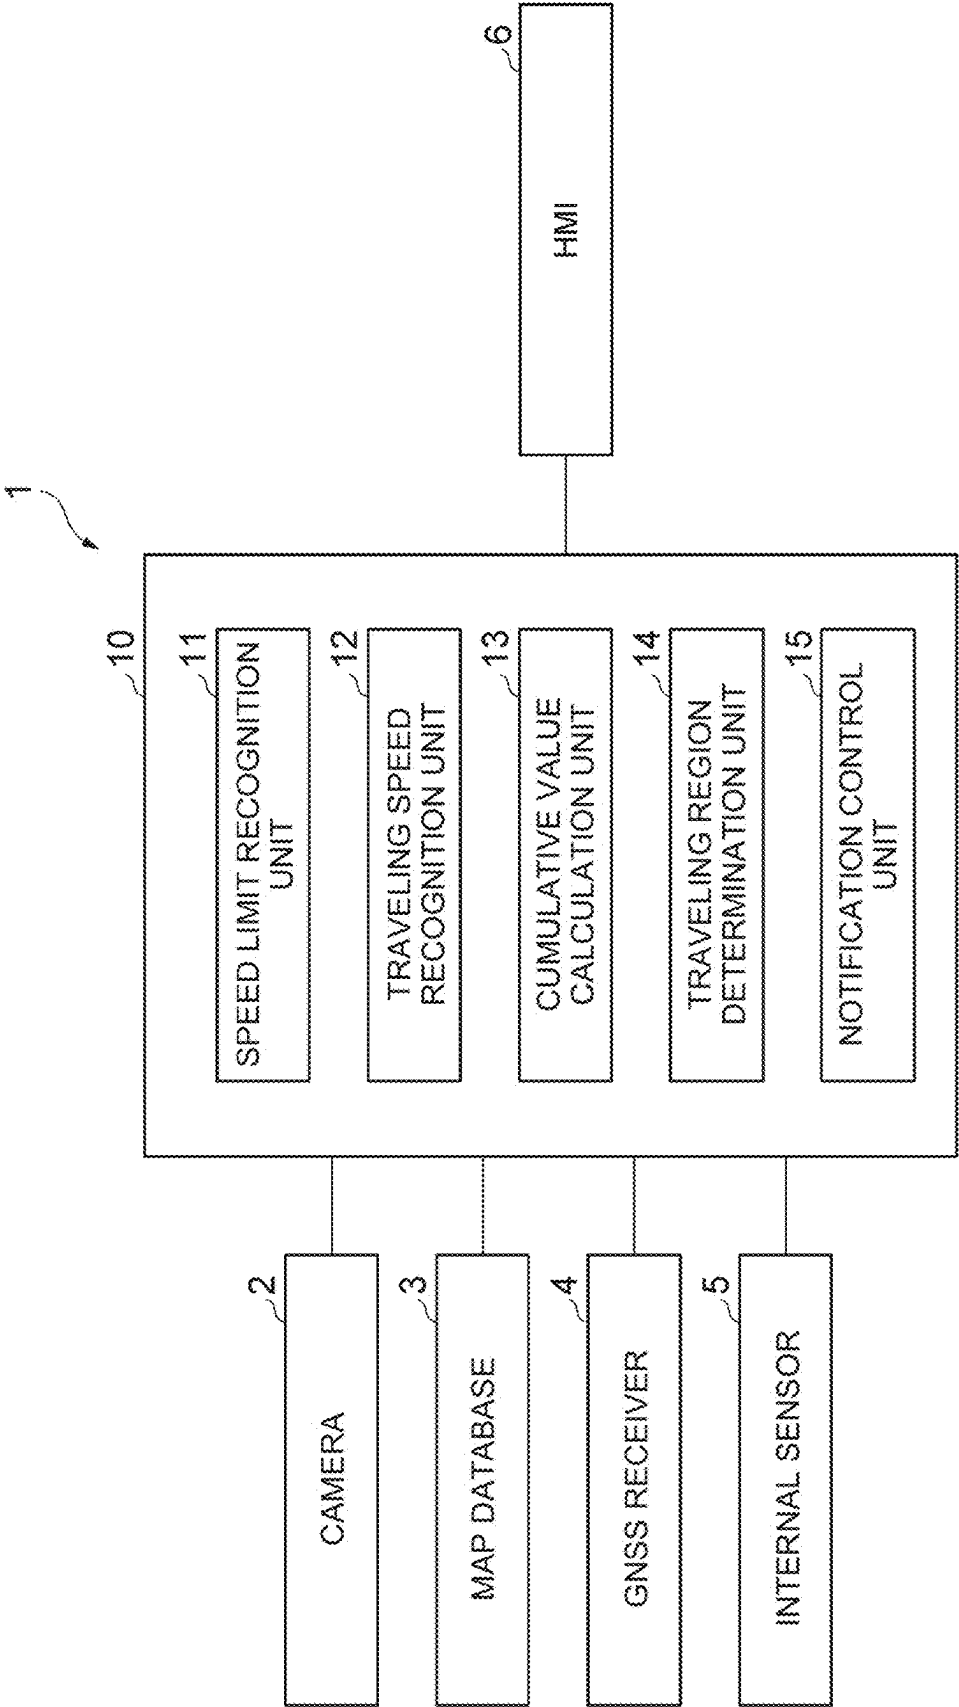 1
2
CAMERA
3
MAP DATABASE
4
GNSS RECEIVER
5
INTERNAL SENSOR
10
11
SPEED LIMIT RECOGNITION
UNIT
12
TRAVELING SPEED
RECOGNITION UNIT
13
CUMULATIVE VALUE
CALCULATION UNIT
14
TRAVELING REGION
DETERMINATION UNIT
15
NOTIFICATION CONTROL
UNIT
6
HMI